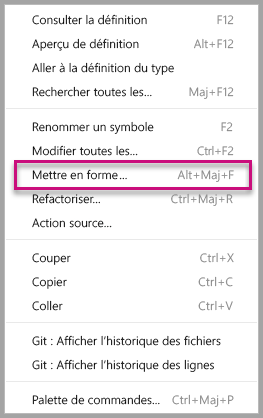 Consulter la définition F12
Aperçu de définition Alt+F12
Aller à la définition du type
Rechercher toutes les... Maj+F12
Renommer un symbole F2
Modifier toutes les... Ctrl+F2
Mettre en forme... Alt+Maj+F
Refactoriser... Ctrl+Maj+R
Action source...
Couper Ctrl+X
Copier Ctrl+C
Coller Ctrl+V
Git : Afficher l’historique des fichiers
Git : Afficher l’historique des lignes
Palette de commandes... Ctrl+Maj+P